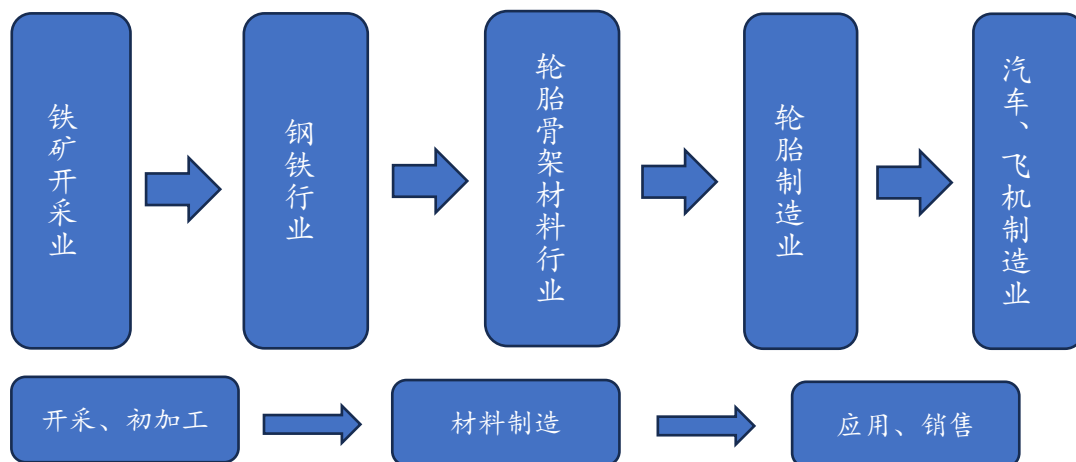 铁矿开采业
钢铁行业
轮胎骨架材料行业
轮胎制造业
汽车、飞机制造业
开采、初加工
材料制造
应用、销售